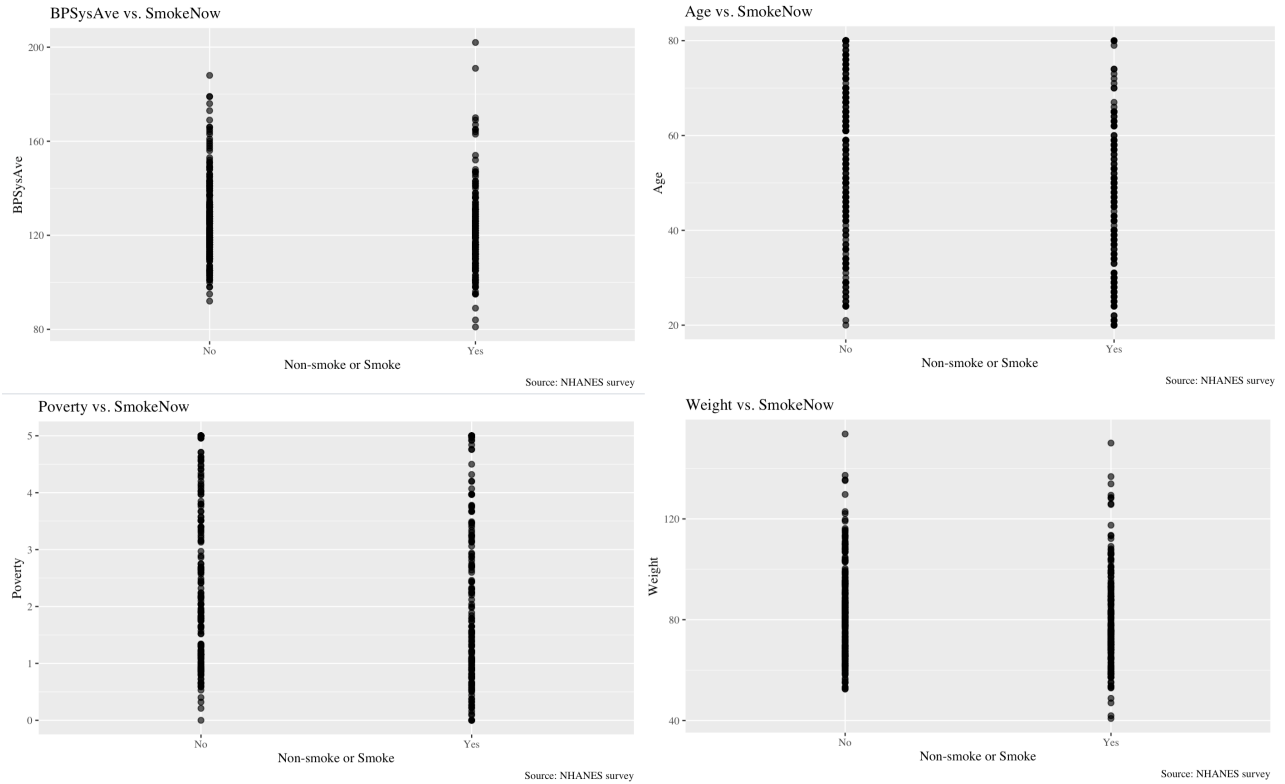 BPSysAve vs. SmokeNow
200
160
120
80
BPSysAve
No
Yes
Non-smoke or Smoke
Source: NHANES survey
Age vs. SmokeNow
80
60
40
20
Age
No
Yes
Non-smoke or Smoke
Source: NHANES survey
Poverty vs. SmokeNow
5
4
3
2
1
0
Poverty
No
Yes
Non-smoke or Smoke
Source: NHANES survey
Weight vs. SmokeNow
120
80
40
Weight
No
Yes
Non-smoke or Smoke
Source: NHANES survey